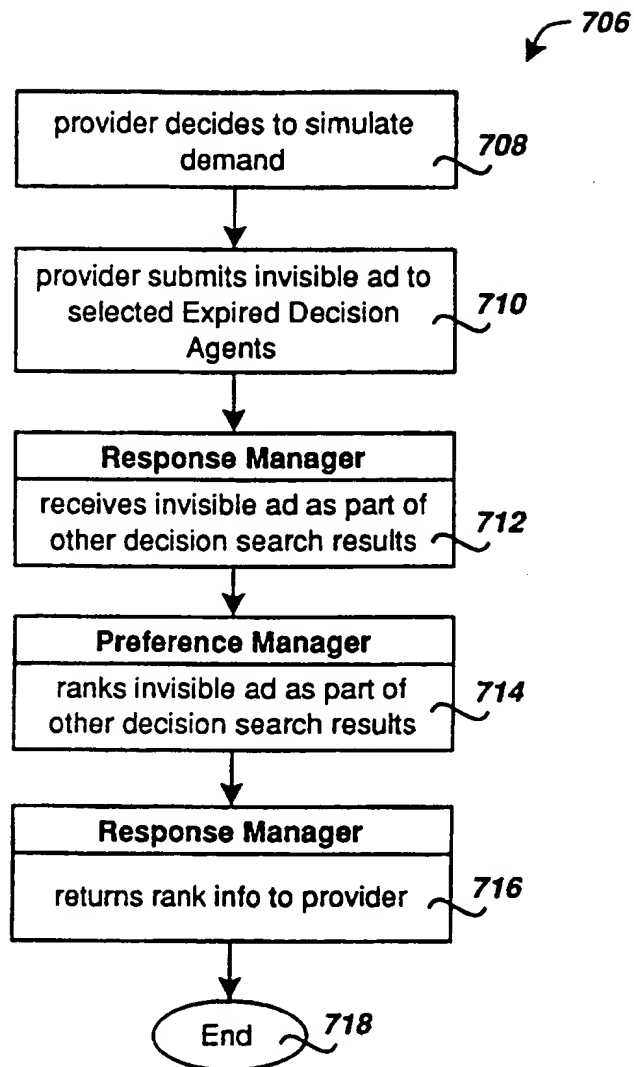 706
provider decides to simulate
demand
708
provider submits invisible ad to
selected Expired Decision
Agents
710
Response Manager
receives invisible ad as part of
other decision search results
712
Preference Manager
ranks invisible ad as part of
other decision search results
714
Response Manager
returns rank info to provider
716
End
718